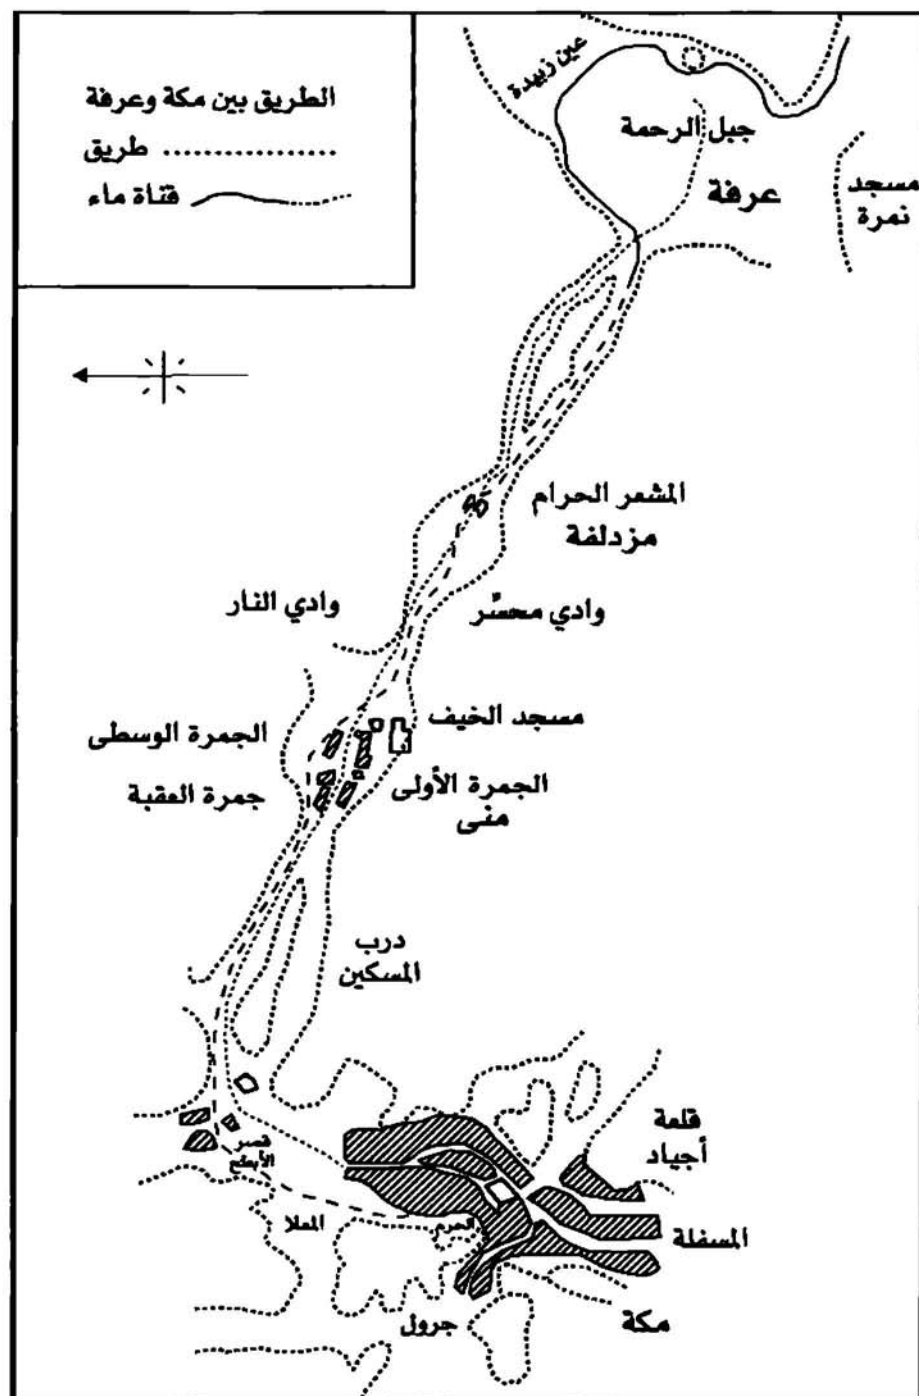 الطريق بين مكة وعرفة
طريق
قناة ماء
عين زبيدة
جبل الرحمة
عرفة
مسجد
نمرة
المشعر الحرام
مزدلفة
وادي النار
وادي محسّر
مسجد الخيف
الجمرة الوسطى
الجمرة الأولى
جمرة العقبة
منى
درب
المسكين
قلعة
أجياد
قصر
الأبطح
المعلا
الحرم
المسفلة
جرول
مكة